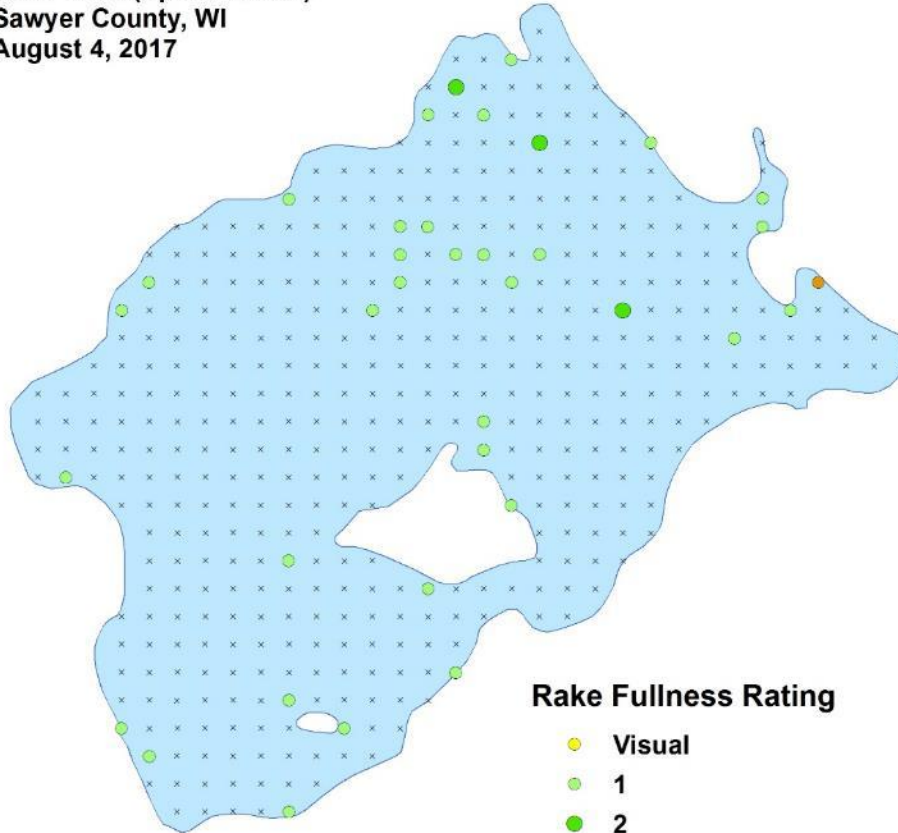 Sawyer County, WI
August 4, 2017
Rake Fullness Rating
Visual
1
2